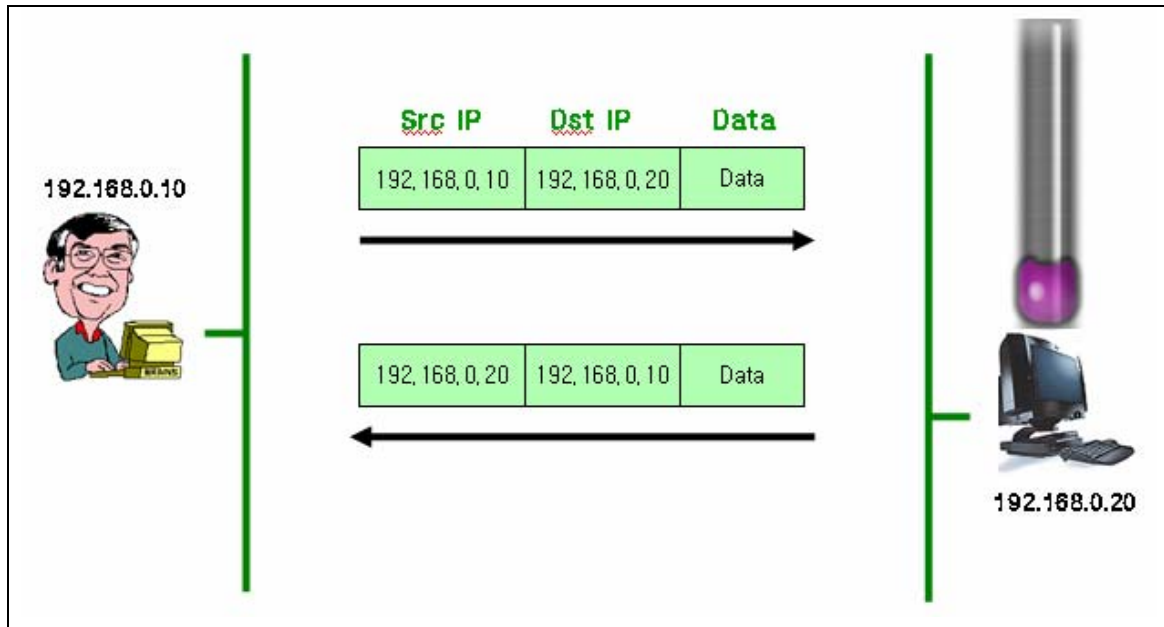 Src IP Dst IP Data
192.168.0.10 192.168.0.20 Data
192.168.0.10
192.168.0.20 192.168.0.10 Data
BRAINS
192.168.0.20